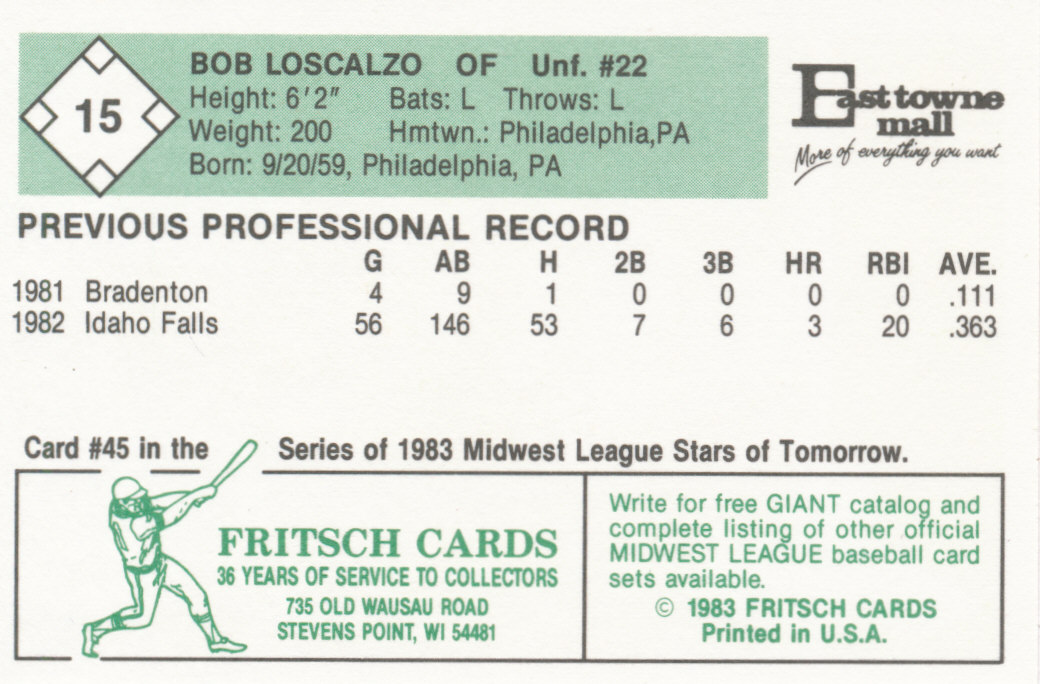 15
BOB LOSCALZO OF Unf. #22
Height: 6'2" Bats: L Throws: L
Weight: 200 Hmtwn.: Philadelphia,PA
Born: 9/20/59, Philadelphia, PA
East towne
mall
More of everything you want
PREVIOUS PROFESSIONAL RECORD
G AB H 2B 3B HR RBI AVE.
1981 Bradenton 4 9 1 0 0 0 0 .111
1982 Idaho Falls 56 146 53 7 6 3 20 .363
Card #45 in the Series of 1983 Midwest League Stars of Tomorrow.
FRITSCH CARDS
36 YEARS OF SERVICE TO COLLECTORS
735 OLD WAUSAU ROAD
STEVENS POINT, WI 54481
Write for free GIANT catalog and
complete listing of other official
MIDWEST LEAGUE baseball card
sets available.
© 1983 FRITSCH CARDS
Printed in U.S.A.